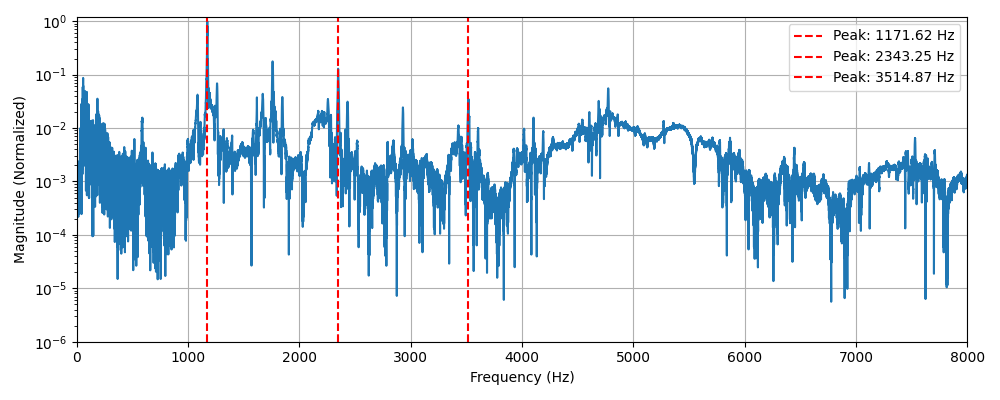 Peak: 1171.62 Hz
Peak: 2343.25 Hz
Peak: 3514.87 Hz
Magnitude (Normalized)
10⁰
10⁻¹
10⁻²
10⁻³
10⁻⁴
10⁻⁵
10⁻⁶
0 1000 2000 3000 4000 5000 6000 7000 8000
Frequency (Hz)